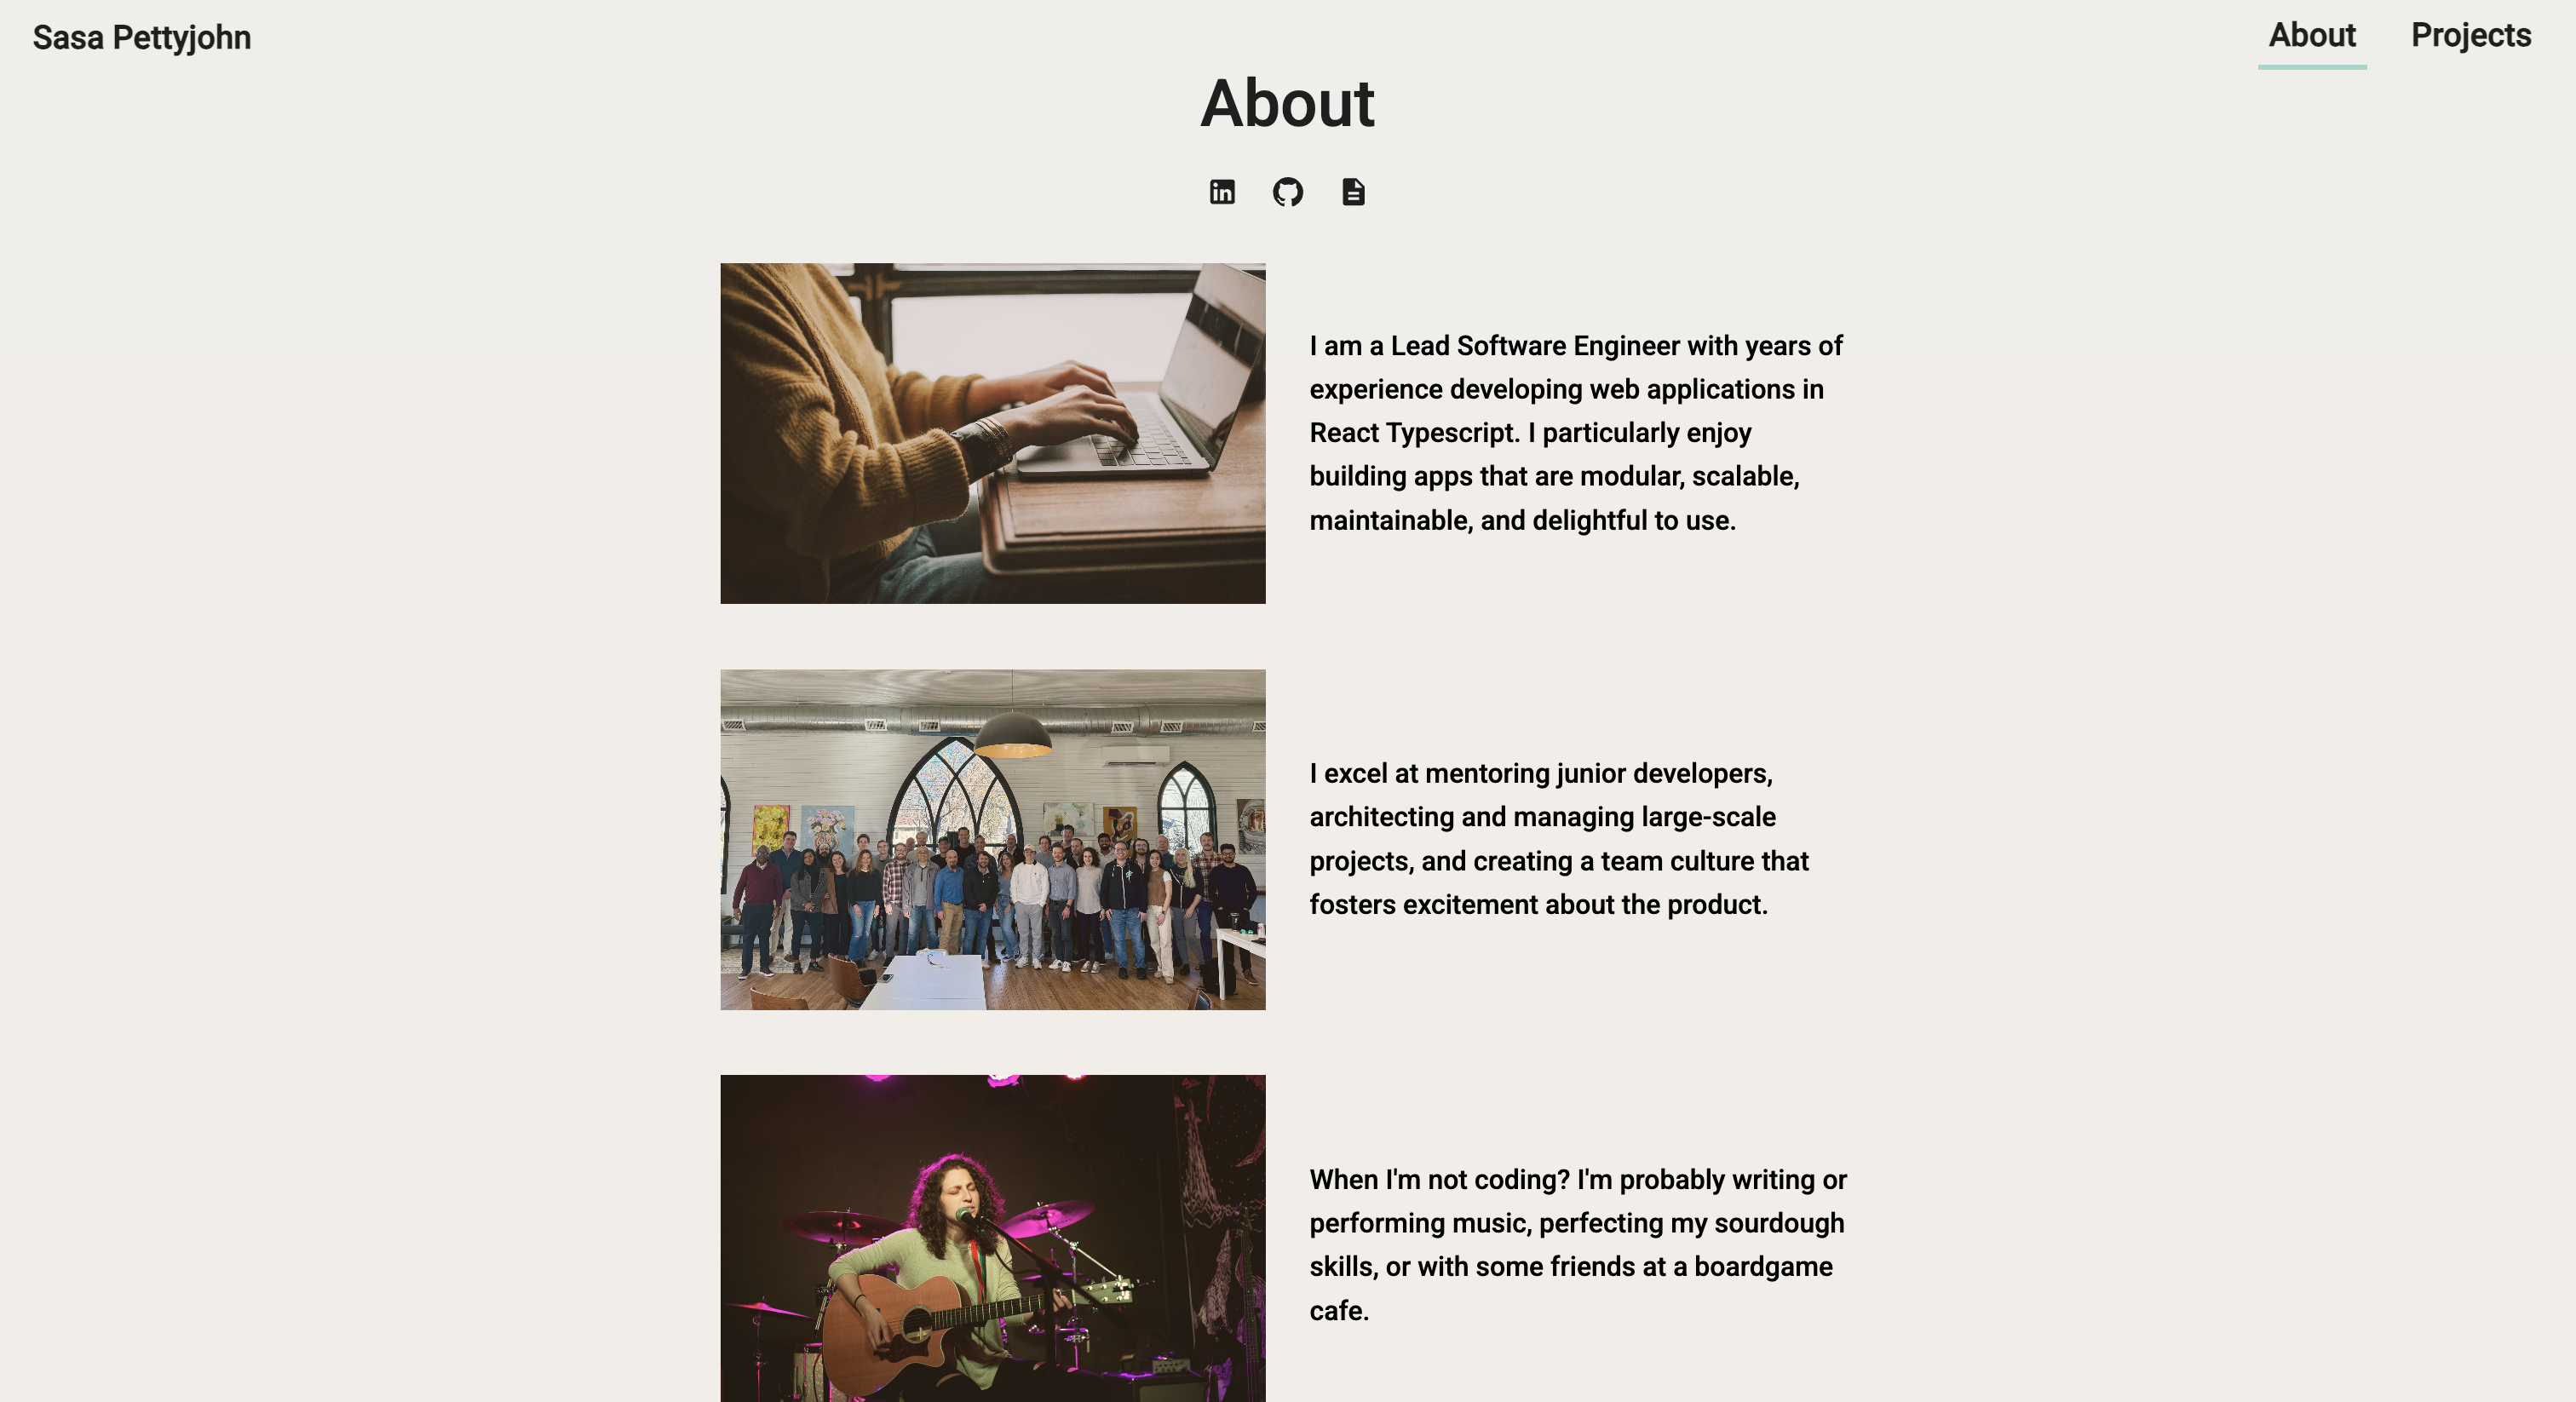 Sasa Pettyjohn
About
Projects
About
I am a Lead Software Engineer with years of
experience developing web applications in
React Typescript. I particularly enjoy
building apps that are modular, scalable,
maintainable, and delightful to use.
I excel at mentoring junior developers,
architecting and managing large-scale
projects, and creating a team culture that
fosters excitement about the product.
When I'm not coding? I'm probably writing or
performing music, perfecting my sourdough
skills, or with some friends at a boardgame
cafe.